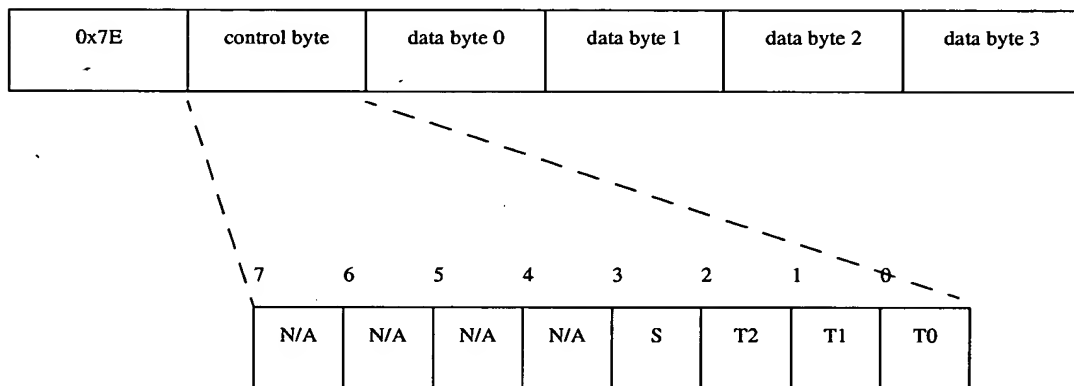 0x7E control byte data byte 0 data byte 1 data byte 2 data byte 3
7 6 5 4 3 2 1 0
N/A N/A N/A N/A S T2 T1 T0